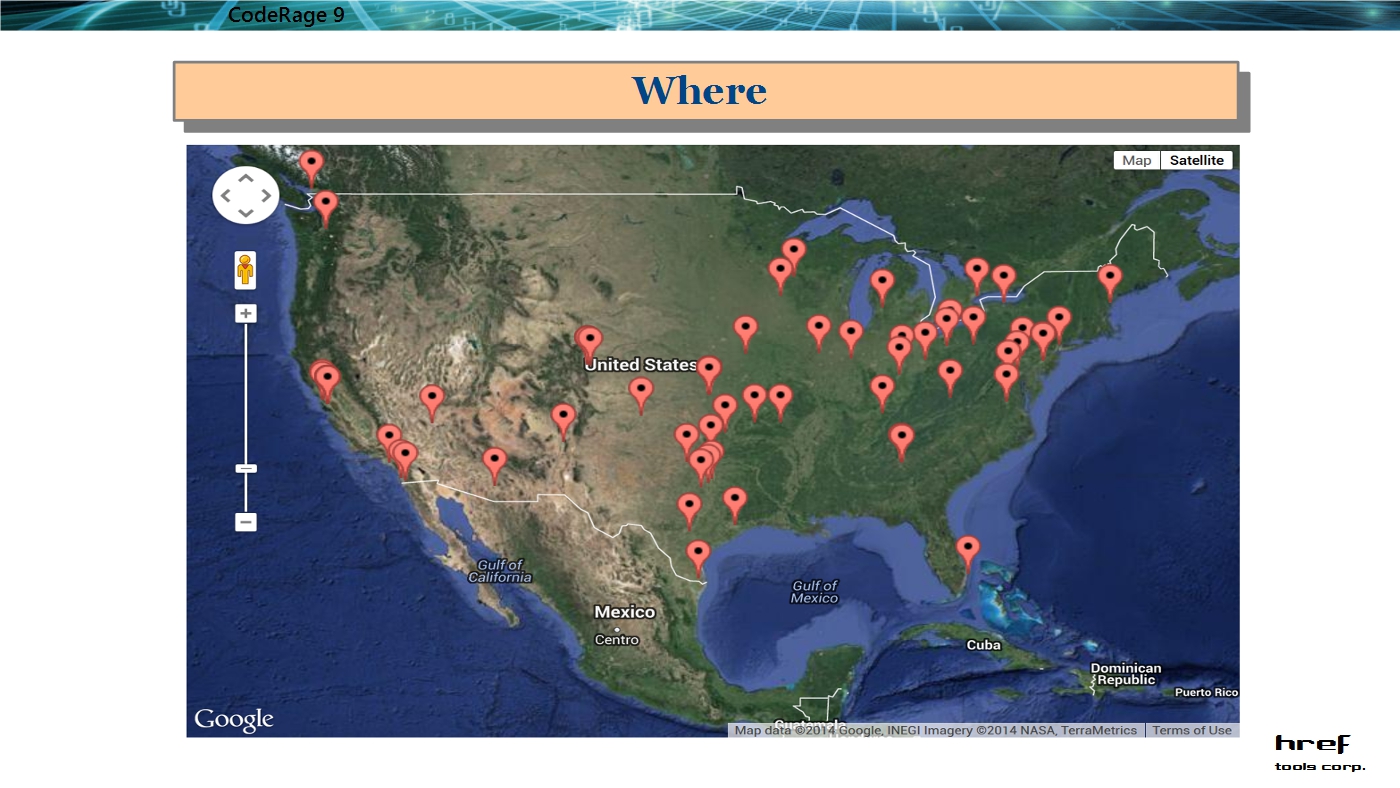 CodeRage 9
Where
Map
Satellite
United States
Gulf of
California
Gulf of
Mexico
Mexico
Centro
Cuba
Dominican
Republic
Puerto Rico
Google
Guatemala
Map data ©2014 Google, INEGI Imagery ©2014 NASA, TerraMetrics
Terms of Use
href
tools corp.